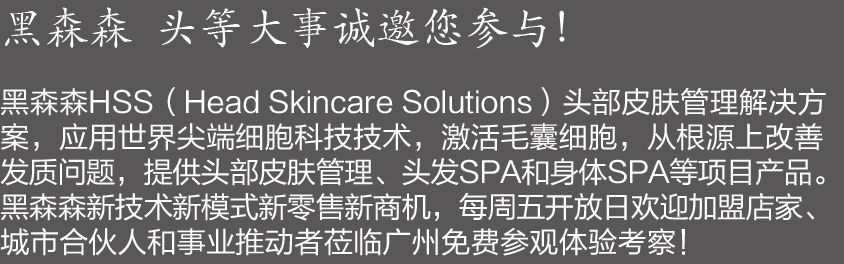 黑森森 头等大事诚邀您参与！
黑森森HSS（Head Skincare Solutions）头部皮肤管理解决方
案，应用世界尖端细胞科技技术，激活毛囊细胞，从根源上改善
发质问题，提供头部皮肤管理、头发SPA和身体SPA等项目产品。
黑森森新技术新模式新零售新商机，每周五开放日欢迎加盟店家、
城市合伙人和事业推动者莅临广州免费参观体验考察！